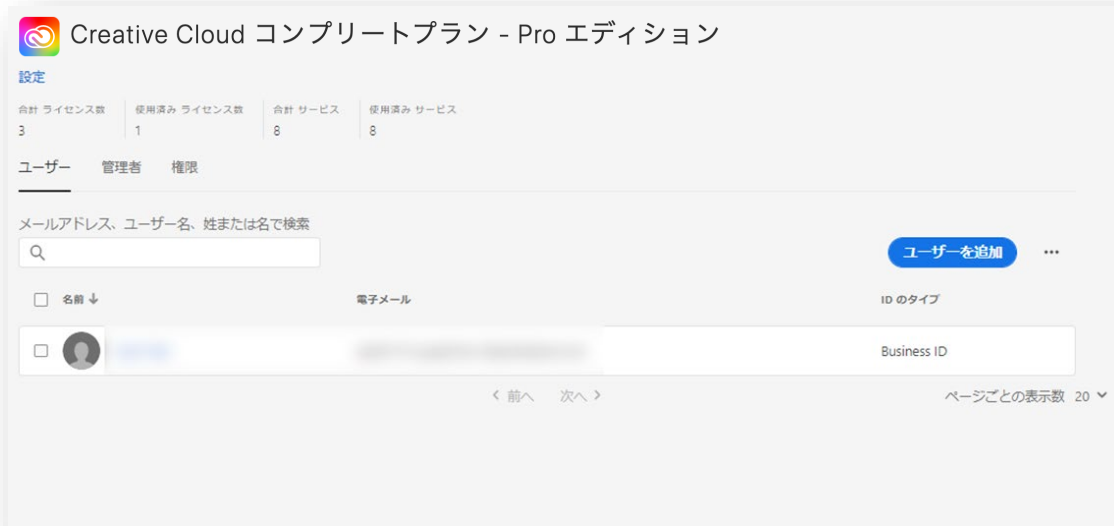 Creative Cloud コンプリートプラン - Pro エディション
設定
合計 ライセンス数 使用済み ライセンス数 合計 サービス 使用済み サービス
3 1 8 8
ユーザー 管理者 権限
メールアドレス、ユーザー名、姓または名で検索
ユーザーを追加 ···
名前 ↓ 電子メール ID のタイプ
Business ID
< 前へ 次へ > ページごとの表示数 20